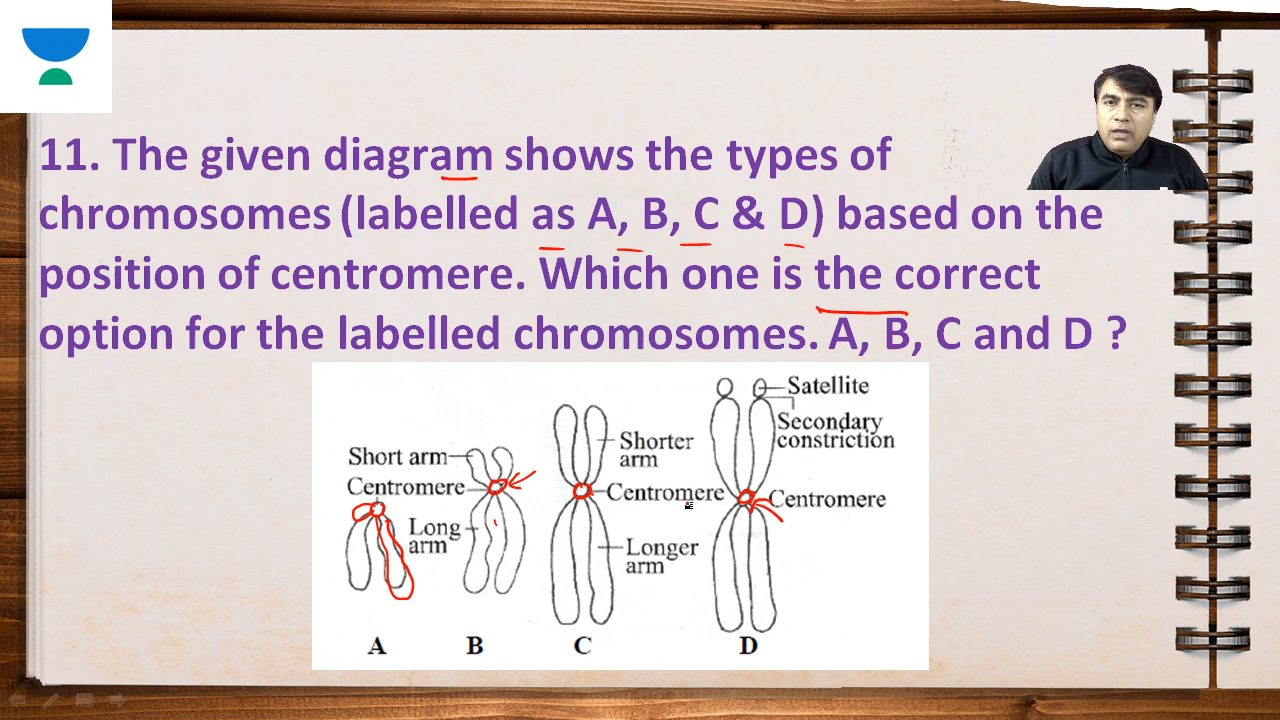 11. The given diagram shows the types of
chromosomes (labelled as A, B, C & D) based on the
position of centromere. Which one is the correct
option for the labelled chromosomes. A, B, C and D ?
Satellite
Secondary
constriction
Short arm
Centromere
Long
arm
Shorter
arm
Centromere
Longer
arm
Centromere
A B C D